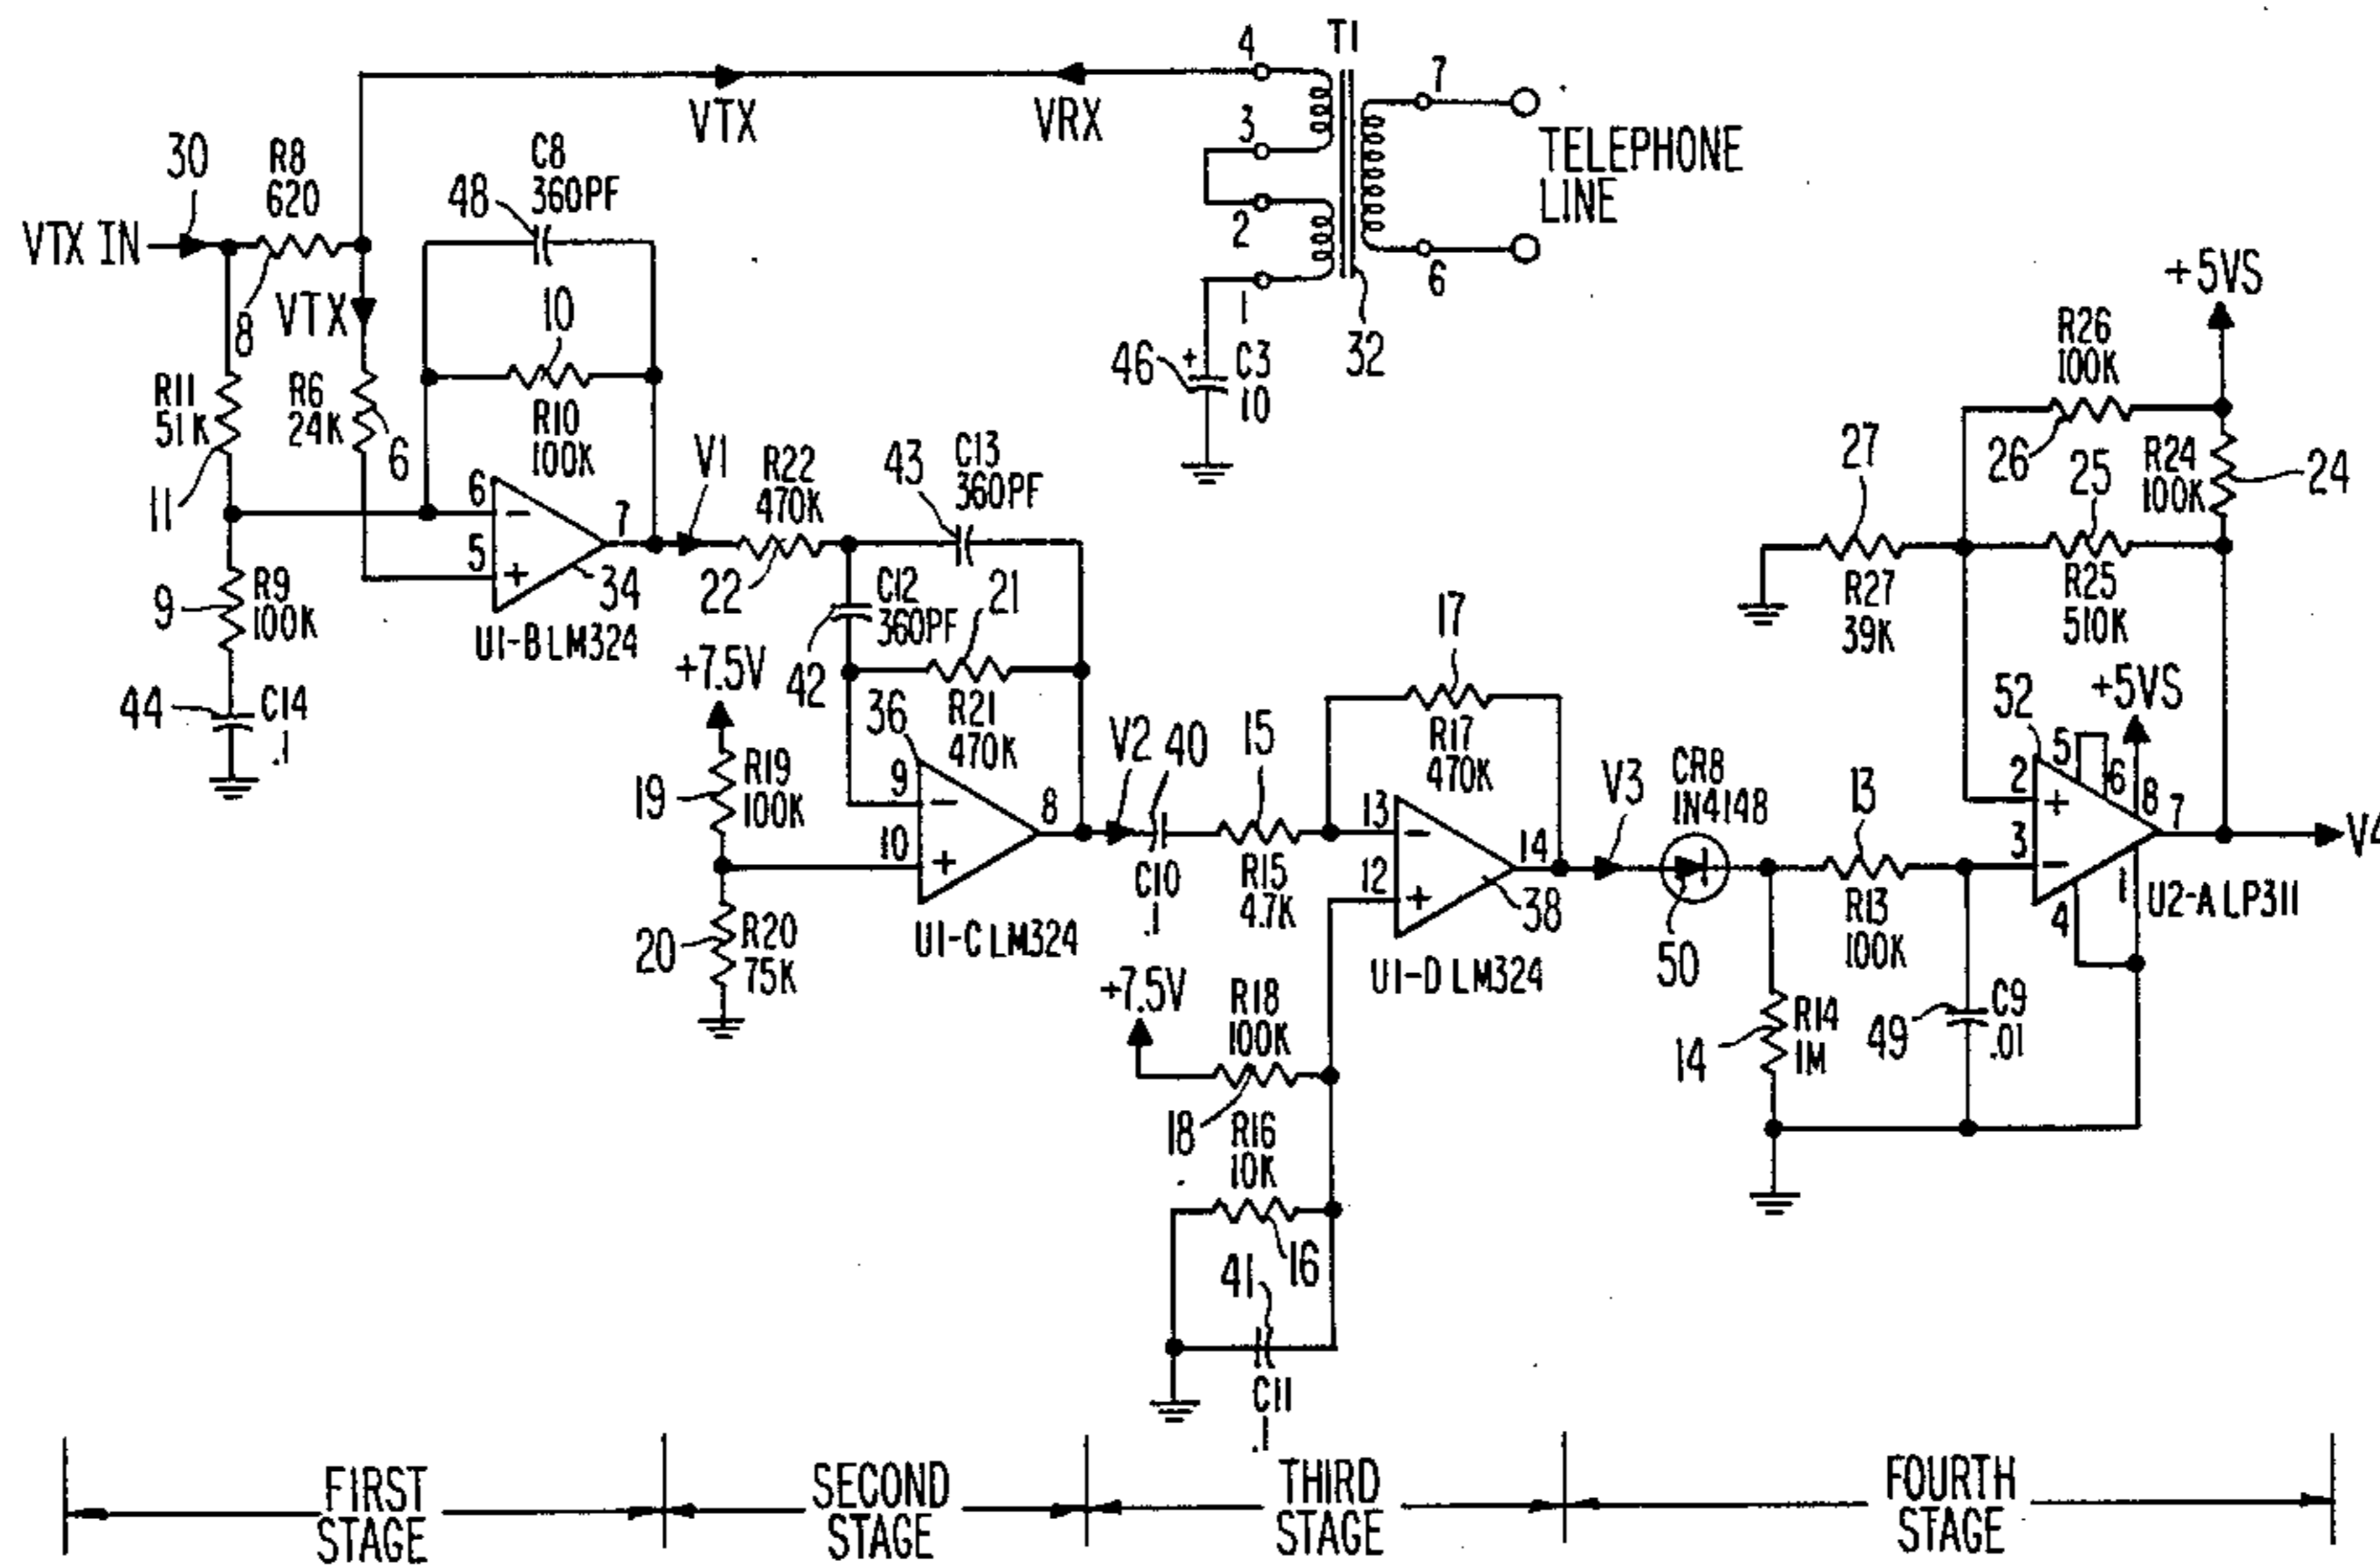 4
T1
7
VTX
VRX
3
TELEPHONE
LINE
2
1
6
32
46
+
C3
10
30
R8
620
VTX IN
8
VTX
C8
360PF
48
10
R10
100K
R11
51K
R6
24K
6
11
6
5
7
-
+
34
U1-B LM324
9
R9
100K
44
C14
.1
V1
R22
470K
22
43
C13
360PF
C12
360PF
42
21
R21
470K
36
+7.5V
19
R19
100K
20
R20
75K
9
10
8
-
+
U1-C LM324
V2
40
C10
.1
15
R15
4.7K
17
R17
470K
13
12
14
-
+
38
U1-D LM324
+7.5V
R18
100K
18
R16
10K
16
41
C11
.1
V3
CR8
1N4148
50
13
R13
100K
14
R14
1M
49
C9
.01
+5VS
R26
100K
26
R24
100K
24
27
R27
39K
25
R25
510K
52
+5VS
5
6
8
2
3
7
+
-
4
1
U2-A LP311
V4
FIRST
STAGE
SECOND
STAGE
THIRD
STAGE
FOURTH
STAGE